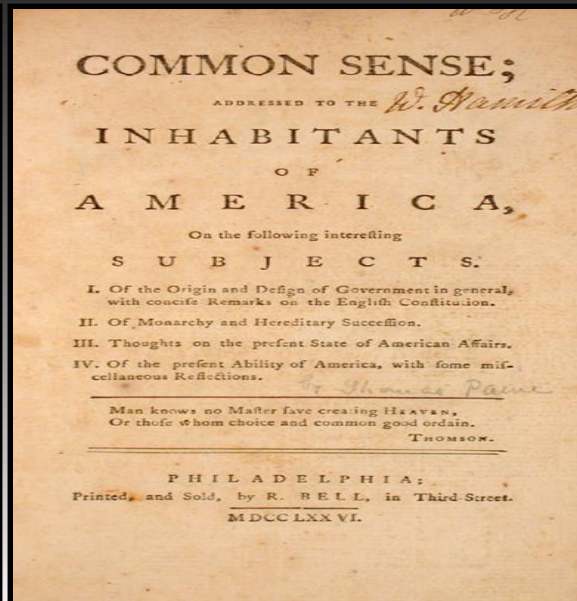 COMMON SENSE;
ADDRESSED TO THE W. Hamilt
INHABITANTS
OF
AMERICA,
On the following intereſting
SUBJECTS.
I. Of the Origin and Deſign of Government in general,
with conciſe Remarks on the Engliſh Conſtitution.
II. Of Monarchy and Hereditary Succeſſion.
III. Thoughts on the preſent State of American Affairs.
IV. Of the preſent Ability of America, with ſome miſ-
cellaneous Reflections.
by Thomas Paine
Man knows no Maſter ſave creating HEAVEN,
Or thoſe whom choice and common good ordain.
THOMSON.
PHILADELPHIA;
Printed, and Sold, by R. BELL, in Third-Street.
MDCCLXXVI.